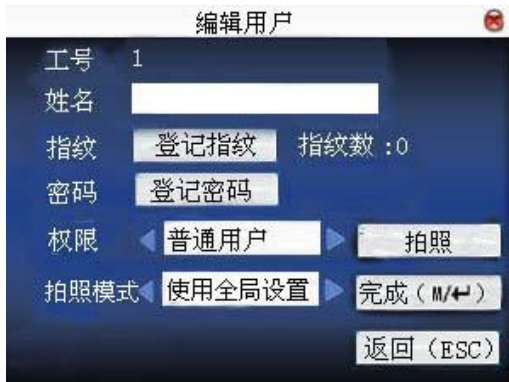 编辑用户
工号 1
姓名
指纹 登记指纹 指纹数:0
密码 登记密码
权限 普通用户 拍照
拍照模式 使用全局设置 完成(M/↵)
返回(ESC)